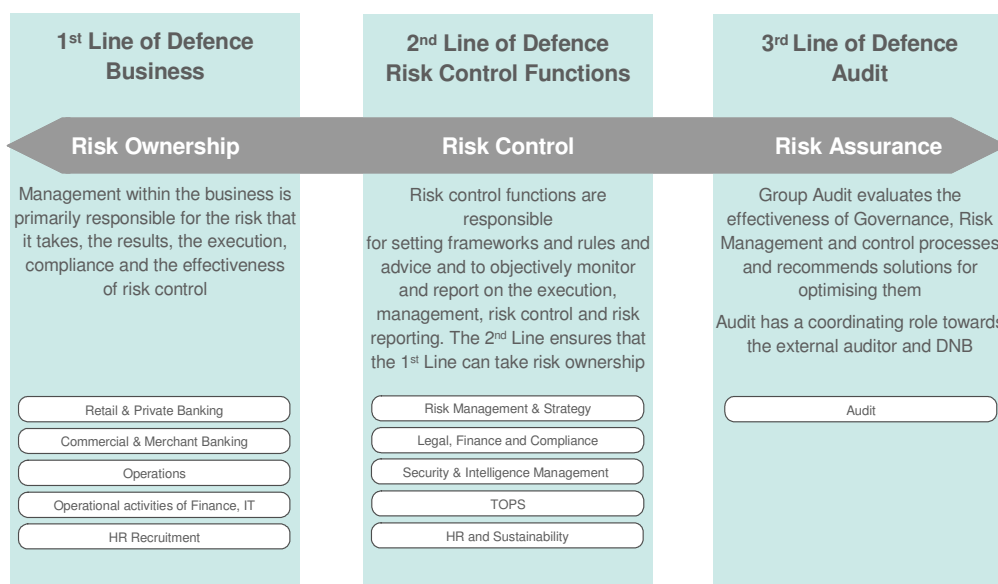 1st Line of Defence
Business
Risk Ownership
Management within the business is
primarily responsible for the risk that
it takes, the results, the execution,
compliance and the effectiveness
of risk control
Retail & Private Banking
Commercial & Merchant Banking
Operations
Operational activities of Finance, IT
HR Recruitment
2nd Line of Defence
Risk Control Functions
Risk Control
Risk control functions are
responsible
for setting frameworks and rules and
advice and to objectively monitor
and report on the execution,
management, risk control and risk
reporting. The 2nd Line ensures that
the 1st Line can take risk ownership
Risk Management & Strategy
Legal, Finance and Compliance
Security & Intelligence Management
TOPS
HR and Sustainability
3rd Line of Defence
Audit
Risk Assurance
Group Audit evaluates the
effectiveness of Governance, Risk
Management and control processes
and recommends solutions for
optimising them
Audit has a coordinating role towards
the external auditor and DNB
Audit